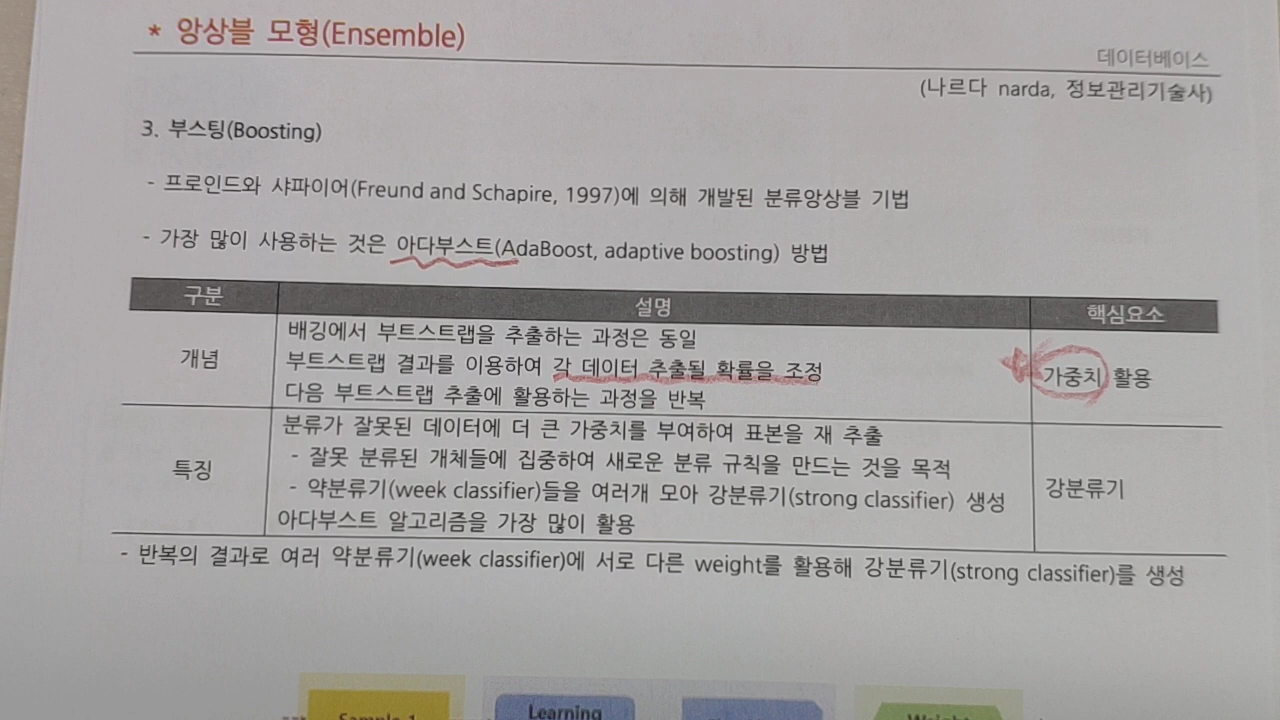 * 앙상블 모형(Ensemble)
데이터베이스
(나르다 narda, 정보관리기술사)
3. 부스팅(Boosting)
- 프로인드와 샤파이어(Freund and Schapire, 1997)에 의해 개발된 분류앙상블 기법
- 가장 많이 사용하는 것은 아다부스트(AdaBoost, adaptive boosting) 방법
구분 설명 핵심요소
개념
배깅에서 부트스트랩을 추출하는 과정은 동일
부트스트랩 결과를 이용하여 각 데이터 추출될 확률을 조정
다음 부트스트랩 추출에 활용하는 과정을 반복
가중치 활용
특징
분류가 잘못된 데이터에 더 큰 가중치를 부여하여 표본을 재 추출
- 잘못 분류된 개체들에 집중하여 새로운 분류 규칙을 만드는 것을 목적
- 약분류기(week classifier)들을 여러개 모아 강분류기(strong classifier) 생성
아다부스트 알고리즘을 가장 많이 활용
강분류기
- 반복의 결과로 여러 약분류기(week classifier)에 서로 다른 weight를 활용해 강분류기(strong classifier)를 생성
Learning